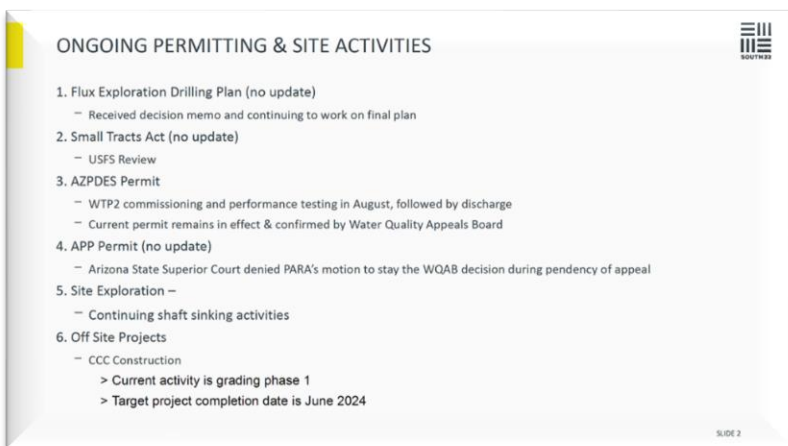 ONGOING PERMITTING & SITE ACTIVITIES
SOUTH32
1. Flux Exploration Drilling Plan (no update)
– Received decision memo and continuing to work on final plan
2. Small Tracts Act (no update)
– USFS Review
3. AZPDES Permit
– WTP2 commissioning and performance testing in August, followed by discharge
– Current permit remains in effect & confirmed by Water Quality Appeals Board
4. APP Permit (no update)
– Arizona State Superior Court denied PARA's motion to stay the WQAB decision during pendency of appeal
5. Site Exploration –
– Continuing shaft sinking activities
6. Off Site Projects
– CCC Construction
> Current activity is grading phase 1
> Target project completion date is June 2024
SLIDE 2